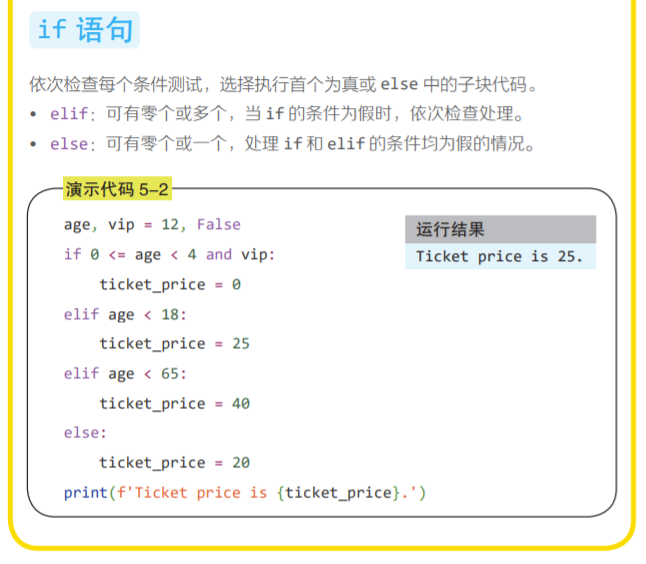 if 语句
依次检查每个条件测试，选择执行首个为真或 else 中的子块代码。
• elif：可有零个或多个，当 if 的条件为假时，依次检查处理。
• else：可有零个或一个，处理 if 和 elif 的条件均为假的情况。
演示代码 5-2
age, vip = 12, False
if 0 <= age < 4 and vip:
    ticket_price = 0
elif age < 18:
    ticket_price = 25
elif age < 65:
    ticket_price = 40
else:
    ticket_price = 20
print(f'Ticket price is {ticket_price}.')
运行结果
Ticket price is 25.